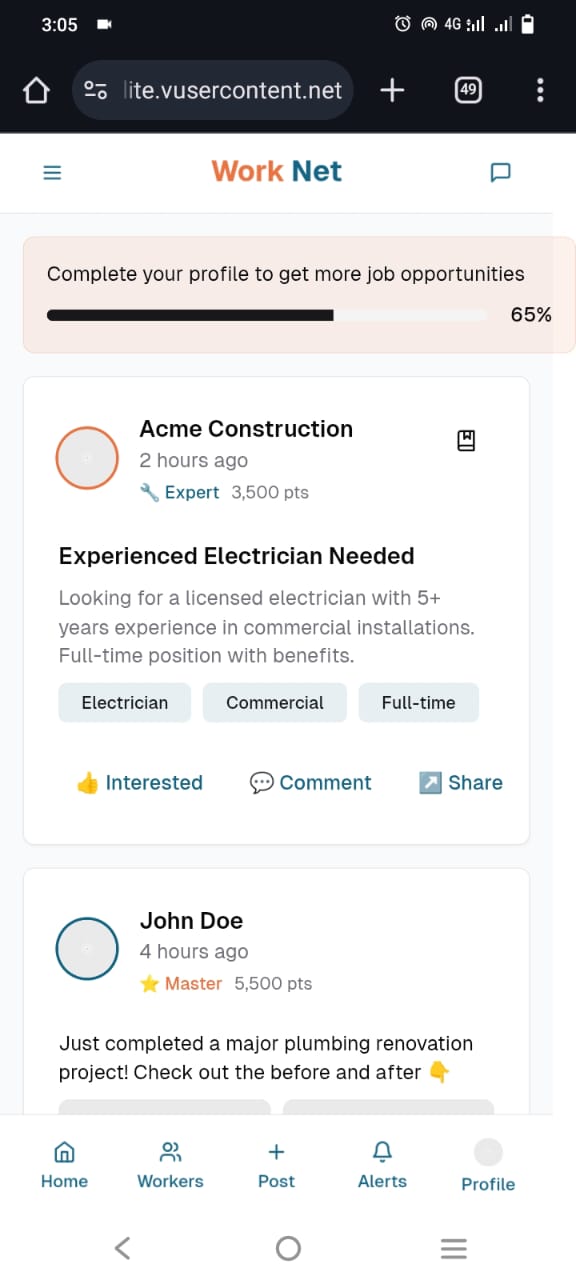 3:05
4G
lite.vusercontent.net
49
Work Net
Complete your profile to get more job opportunities
65%
Acme Construction
2 hours ago
🔧 Expert 3,500 pts
Experienced Electrician Needed
Looking for a licensed electrician with 5+
years experience in commercial installations.
Full-time position with benefits.
Electrician Commercial Full-time
👍 Interested 💬 Comment ↗️ Share
John Doe
4 hours ago
⭐ Master 5,500 pts
Just completed a major plumbing renovation
project! Check out the before and after 👇
Home Workers Post Alerts Profile